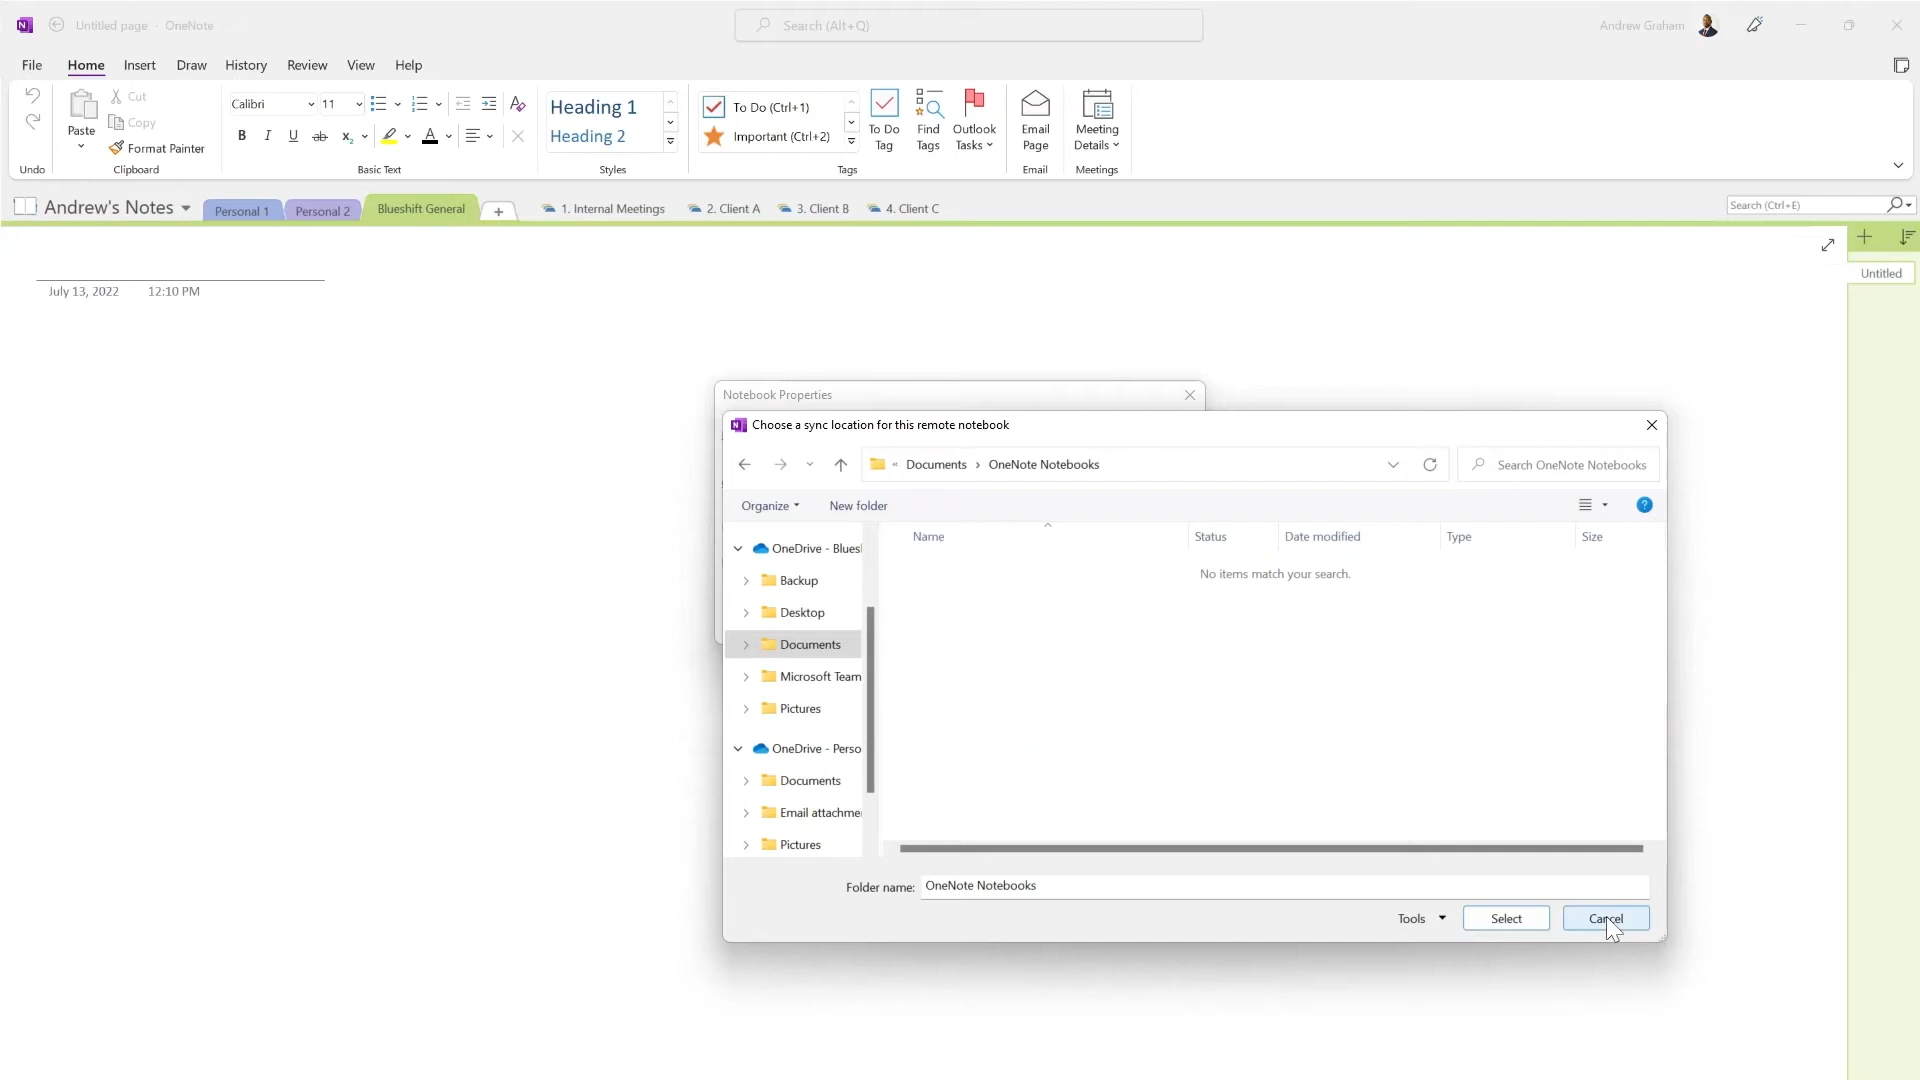 Untitled page · OneNote
Search (Alt+Q)
Andrew Graham
File Home Insert Draw History Review View Help
Paste
Cut
Copy
Format Painter
Calibri 11
B I U ab x₂ A
Heading 1
Heading 2
To Do (Ctrl+1)
Important (Ctrl+2)
To Do Tag
Find Tags
Outlook Tasks
Email Page
Meeting Details
Undo Clipboard Basic Text Styles Tags Email Meetings
Andrew's Notes
Personal 1 Personal 2 Blueshift General + 1. Internal Meetings 2. Client A 3. Client B 4. Client C
Search (Ctrl+E)
Untitled
July 13, 2022 12:10 PM
Notebook Properties
Choose a sync location for this remote notebook
« Documents › OneNote Notebooks
Search OneNote Notebooks
Organize New folder
Name Status Date modified Type Size
No items match your search.
OneDrive - Blues
Backup
Desktop
Documents
Microsoft Team
Pictures
OneDrive - Perso
Documents
Email attachme
Pictures
Folder name: OneNote Notebooks
Tools Select Cancel